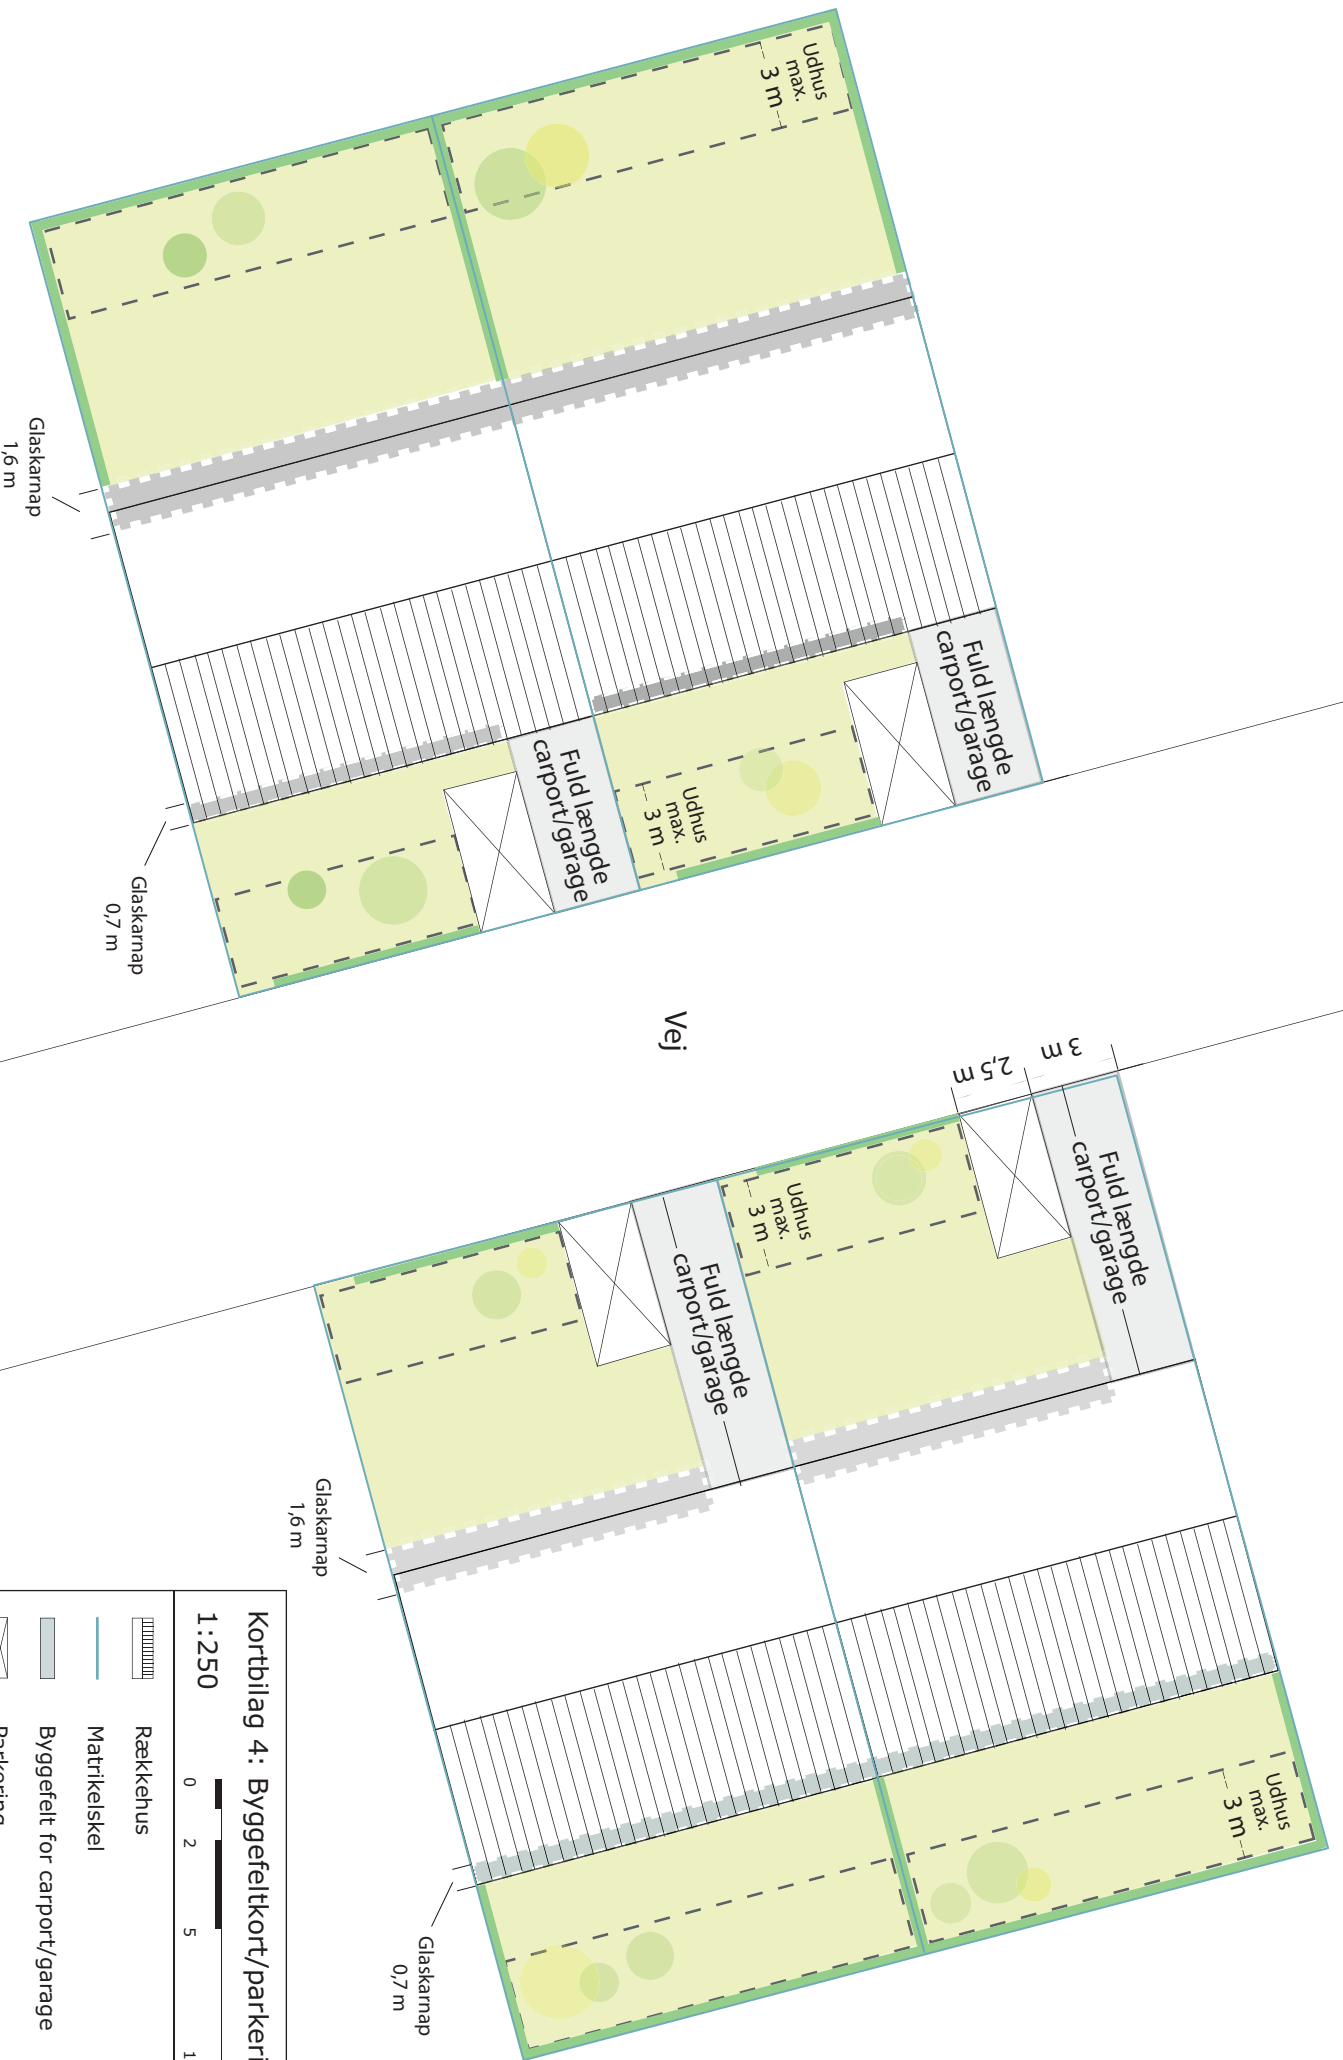 Udhus
max.
3 m
Glaskarnap
1,6 m
Fuld længde
carport/garage
Fuld længde
carport/garage
Udhus
max.
3 m
Glaskarnap
0,7 m
Vej
3 m
2,5 m
Fuld længde
carport/garage
Udhus
max.
3 m
Fuld længde
carport/garage
Glaskarnap
1,6 m
Udhus
max.
3 m
Glaskarnap
0,7 m
Kortbilag 4: Byggefeltkort/parkeri
1:250
0 2 5 1
Rækkehus
Matrikelskel
Byggefelt for carport/garage
Parkering